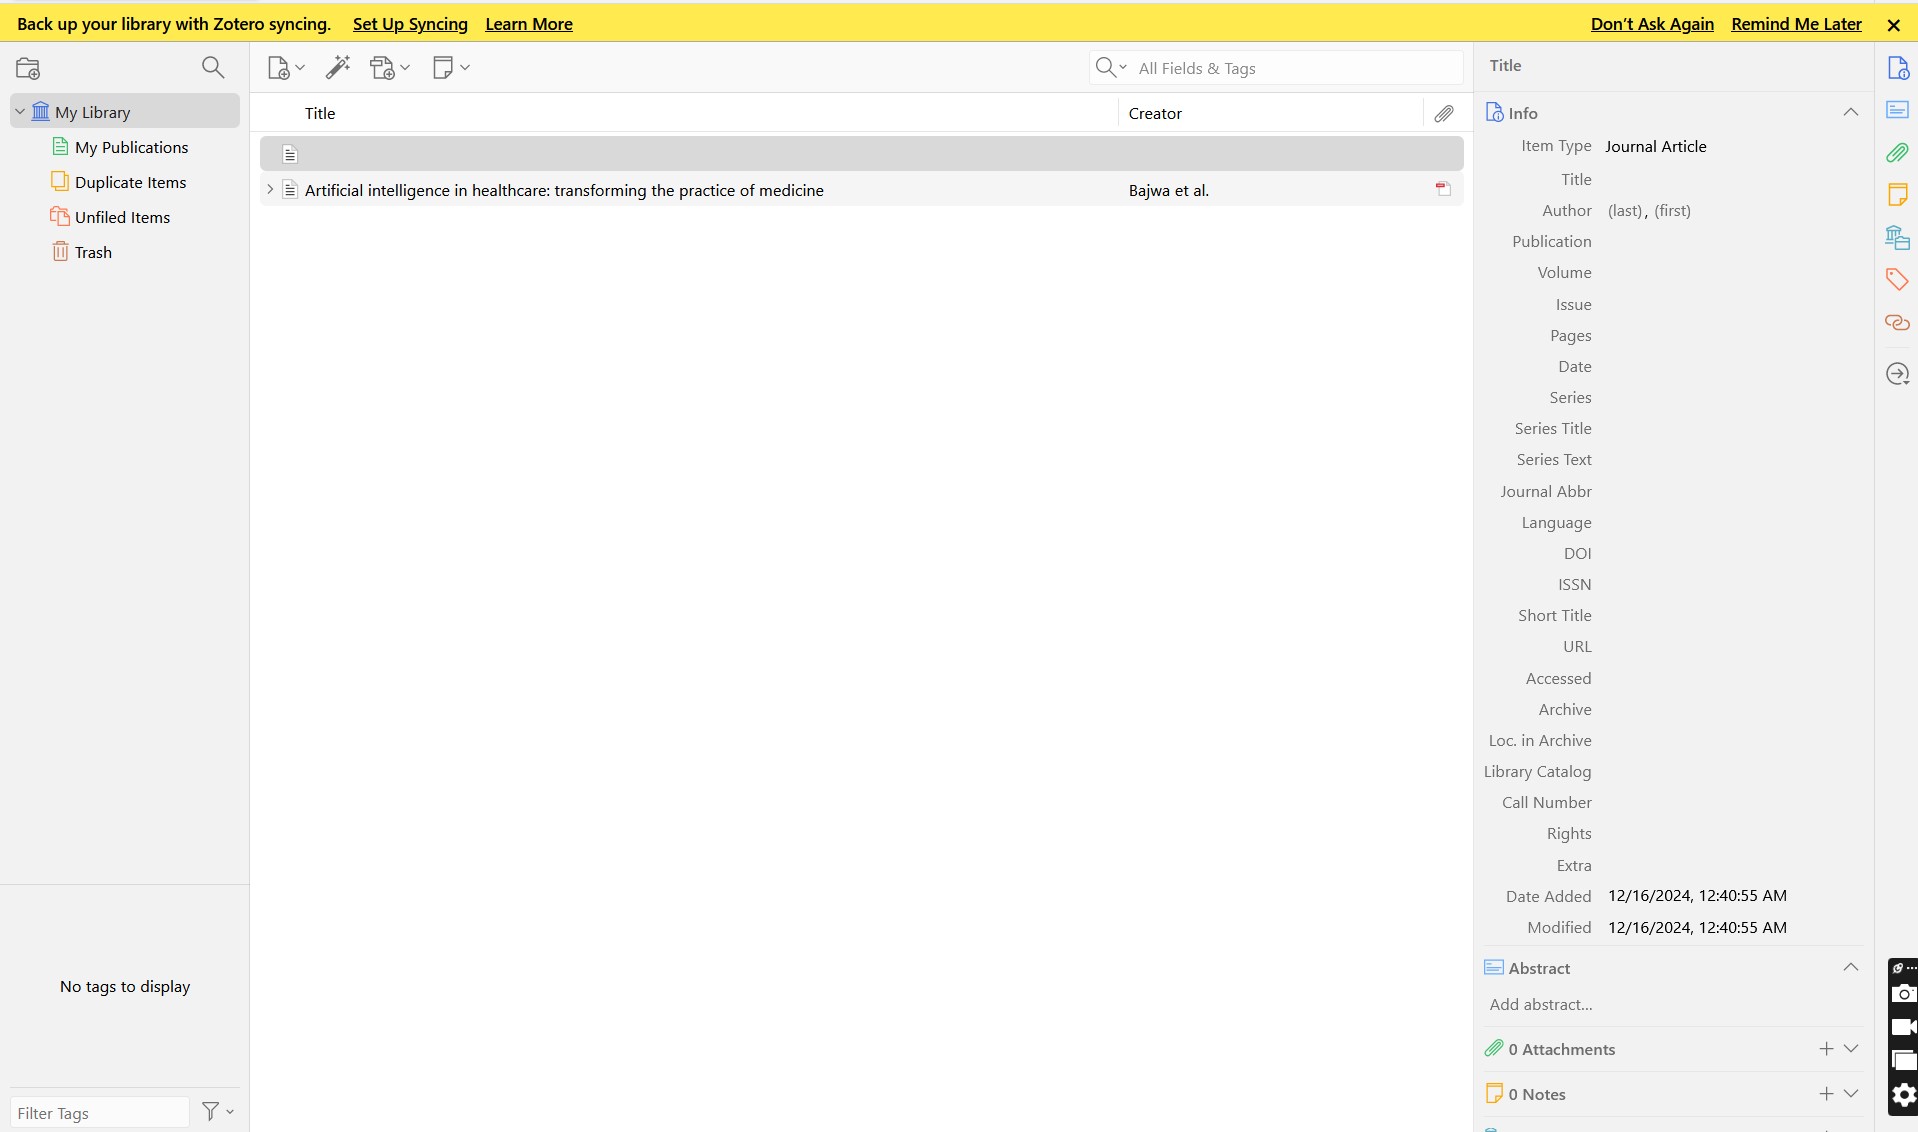 Back up your library with Zotero syncing. Set Up Syncing Learn More Don't Ask Again Remind Me Later
My Library
My Publications
Duplicate Items
Unfiled Items
Trash
No tags to display
Filter Tags
All Fields & Tags
Title Creator
Artificial intelligence in healthcare: transforming the practice of medicine Bajwa et al.
Title
Info
Item Type Journal Article
Title
Author (last), (first)
Publication
Volume
Issue
Pages
Date
Series
Series Title
Series Text
Journal Abbr
Language
DOI
ISSN
Short Title
URL
Accessed
Archive
Loc. in Archive
Library Catalog
Call Number
Rights
Extra
Date Added 12/16/2024, 12:40:55 AM
Modified 12/16/2024, 12:40:55 AM
Abstract
Add abstract...
0 Attachments
0 Notes